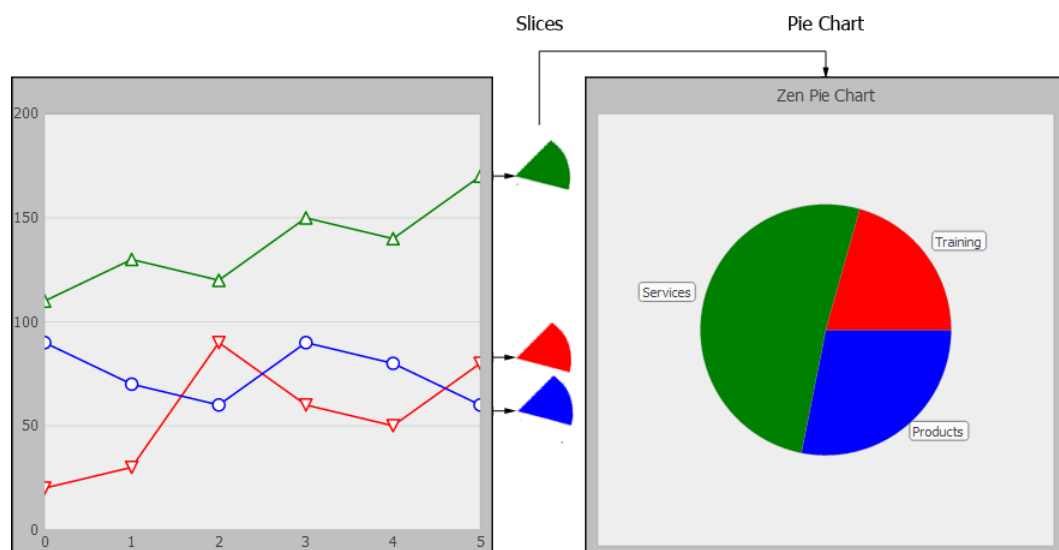 Slices
Pie Chart
200
150
100
50
0
0 1 2 3 4 5
Zen Pie Chart
Training
Services
Products